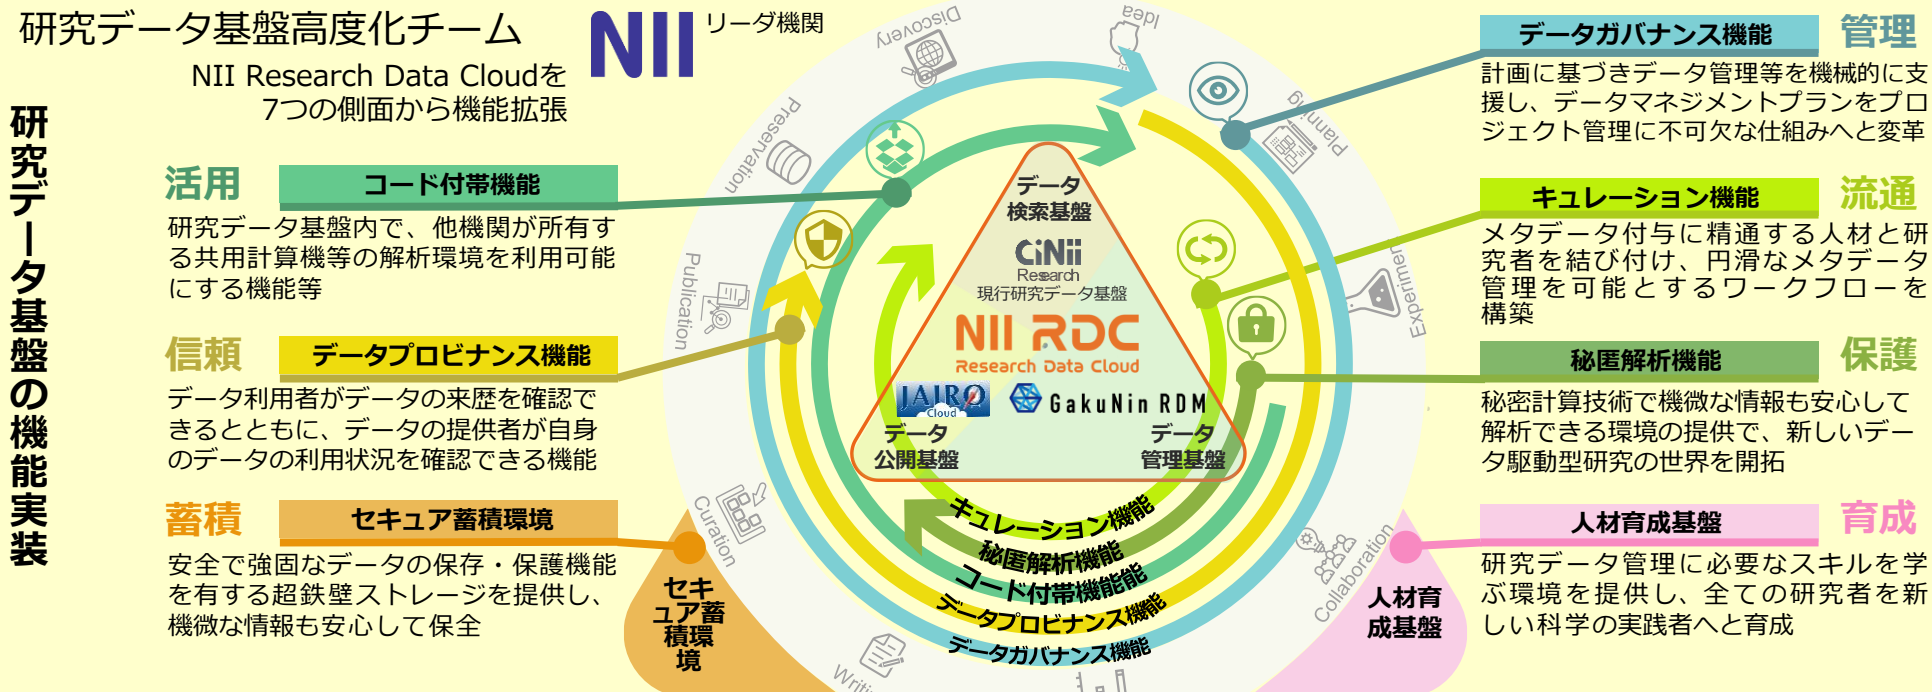 研究データ基盤高度化チーム
NII
リーダ機関
NII Research Data Cloudを
7つの側面から機能拡張
研究データ基盤の機能実装
活用
コード付帯機能
研究データ基盤内で、他機関が所有す
る共用計算機等の解析環境を利用可能
にする機能等
信頼
データプロビナンス機能
データ利用者がデータの来歴を確認で
きるとともに、データの提供者が自身
のデータの利用状況を確認できる機能
蓄積
セキュア蓄積環境
安全で強固なデータの保存・保護機能
を有する超鉄壁ストレージを提供し、
機微な情報も安心して保全
Discovery
Idea
Planning
Experiment
Collaboration
Preservation
Publication
Curation
データ
検索基盤
CiNii
Research
現行研究データ基盤
NII RDC
Research Data Cloud
JAIRO
Cloud
GakuNin RDM
データ
公開基盤
データ
管理基盤
キュレーション機能
秘匿解析機能
コード付帯機能能
データプロビナンス機能
データガバナンス機能
セキ
ュア蓄
積環
境
人材育
成基盤
データガバナンス機能
管理
計画に基づきデータ管理等を機械的に支
援し、データマネジメントプランをプロ
ジェクト管理に不可欠な仕組みへと変革
キュレーション機能
流通
メタデータ付与に精通する人材と研
究者を結び付け、円滑なメタデータ
管理を可能とするワークフローを
構築
秘匿解析機能
保護
秘密計算技術で機微な情報も安心して
解析できる環境の提供で、新しいデー
タ駆動型研究の世界を開拓
人材育成基盤
育成
研究データ管理に必要なスキルを学
ぶ環境を提供し、全ての研究者を新
しい科学の実践者へと育成